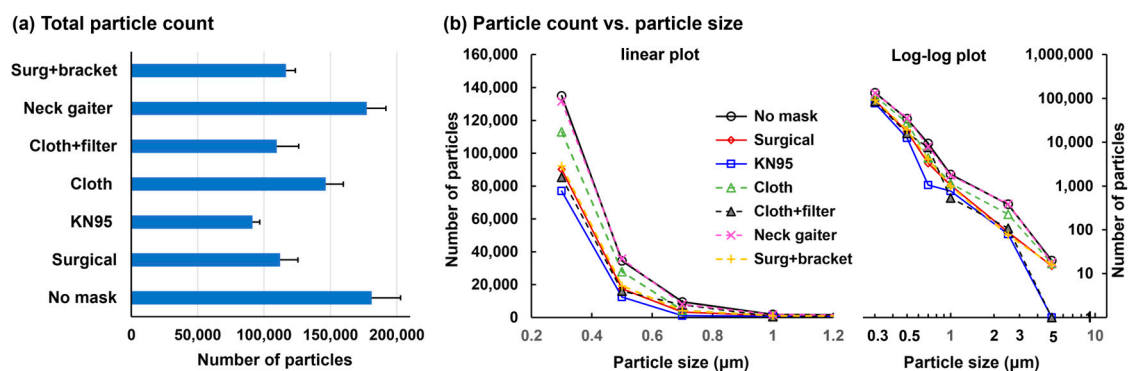 (a) Total particle count
Surg+bracket
Neck gaiter
Cloth+filter
Cloth
KN95
Surgical
No mask
0 50,000 100,000 150,000 200,000
Number of particles
(b) Particle count vs. particle size
linear plot
160,000
140,000
120,000
100,000
80,000
60,000
40,000
20,000
0
Number of particles
0.2 0.4 0.6 0.8 1 1.2
Particle size (µm)
No mask
Surgical
KN95
Cloth
Cloth+filter
Neck gaiter
Surg+bracket
Log-log plot
1,000,000
100,000
10,000
1,000
100
10
1
Number of particles
0.3 0.5 1 2 3 5 10
Particle size (µm)